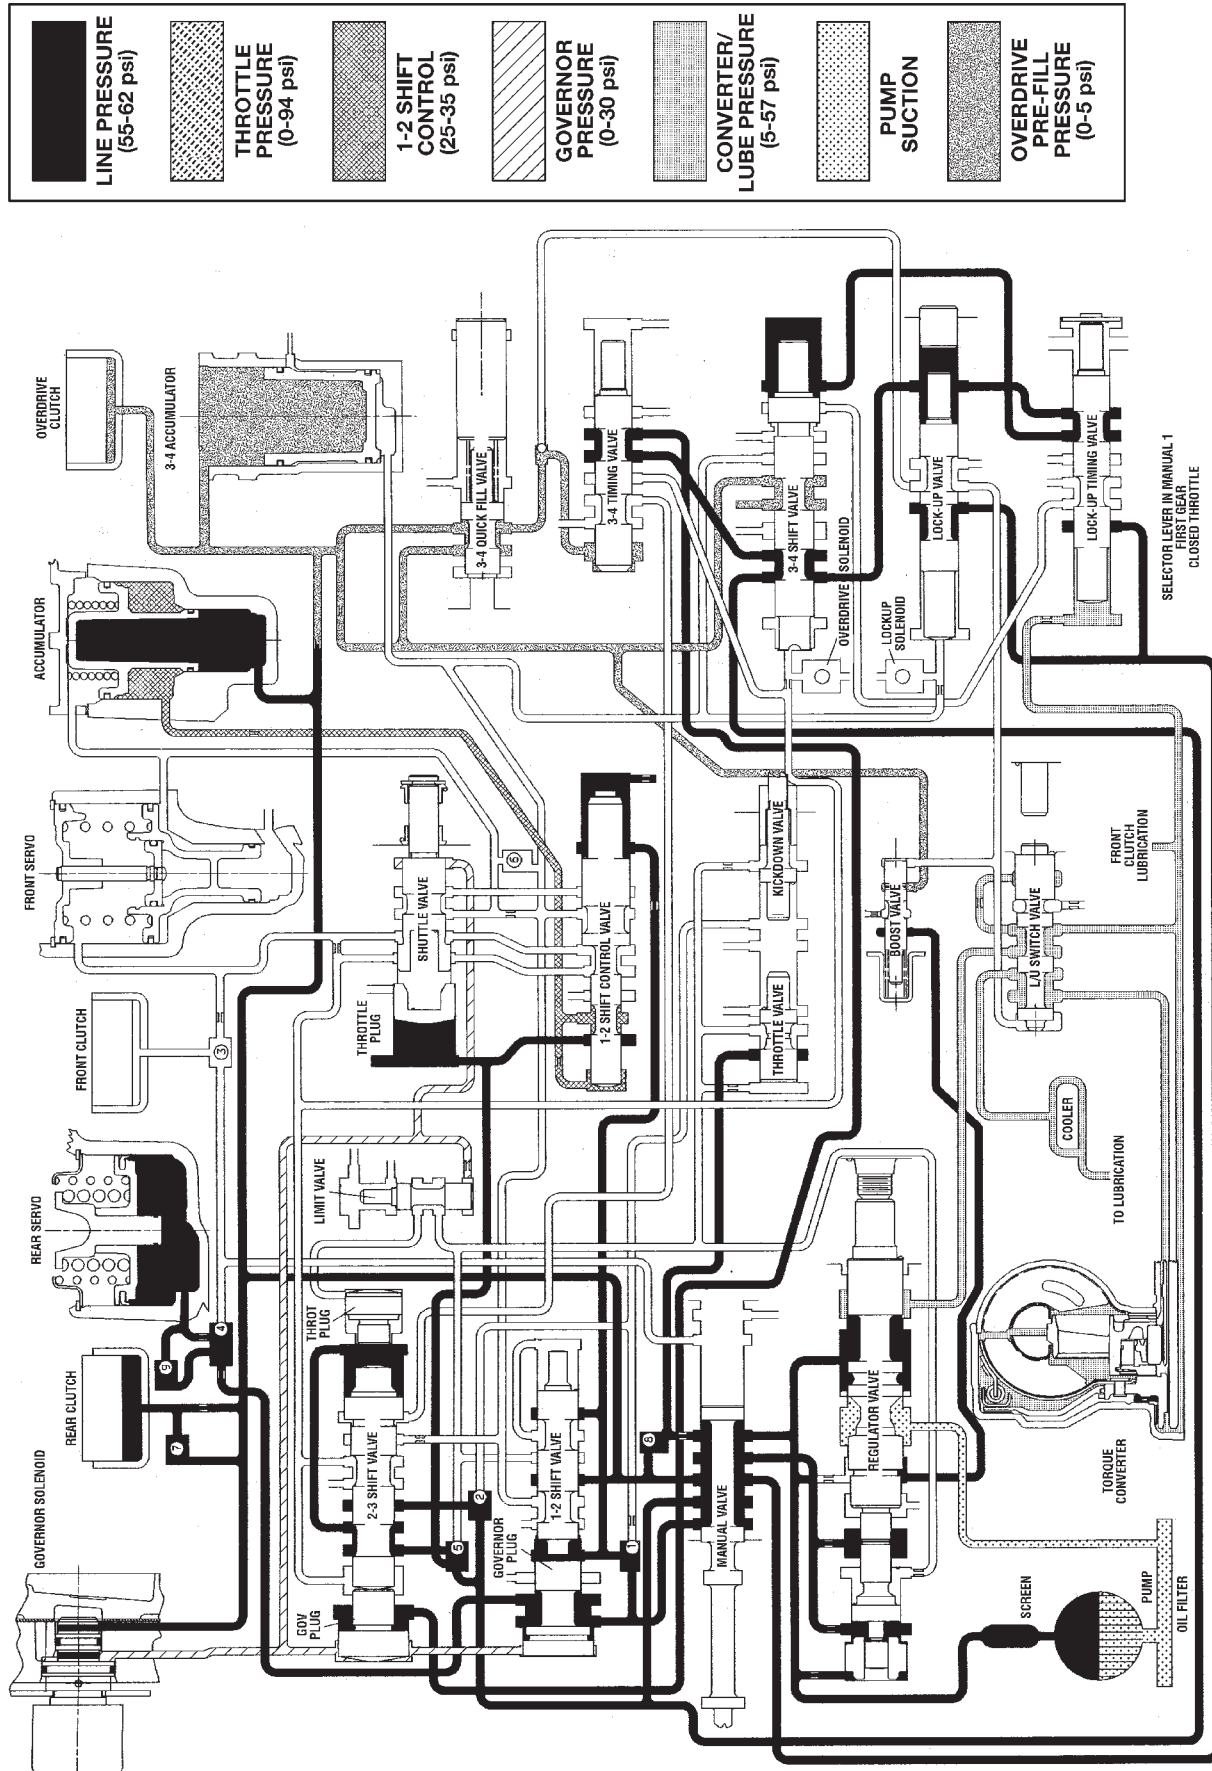 LINE PRESSURE
(55-62 psi)
THROTTLE
PRESSURE
(0-94 psi)
1-2 SHIFT
CONTROL
(25-35 psi)
GOVERNOR
PRESSURE
(0-30 psi)
CONVERTER/
LUBE PRESSURE
(5-57 psi)
PUMP
SUCTION
OVERDRIVE
PRE-FILL
PRESSURE
(0-5 psi)
GOVERNOR SOLENOID
REAR CLUTCH
REAR SERVO
FRONT CLUTCH
FRONT SERVO
ACCUMULATOR
OVERDRIVE
CLUTCH
3-4 ACCUMULATOR
7
9
4
3
GOV
PLUG
2-3 SHIFT VALVE
THROT
PLUG
LIMIT VALVE
THROTTLE
PLUG
SHUTTLE VALVE
6
3-4 QUICK FILL VALVE
5
2
GOVERNOR
PLUG
1-2 SHIFT VALVE
1
1-2 SHIFT CONTROL VALVE
3-4 TIMING VALVE
8
MANUAL VALVE
THROTTLE VALVE
KICKDOWN VALVE
3-4 SHIFT VALVE
OVERDRIVE SOLENOID
LOCKUP
SOLENOID
REGULATOR VALVE
BOOST VALVE
LOCK-UP VALVE
L/U SWITCH VALVE
LOCK-UP TIMING VALVE
SCREEN
PUMP
OIL FILTER
TORQUE
CONVERTER
COOLER
TO LUBRICATION
FRONT
CLUTCH
LUBRICATION
SELECTOR LEVER IN MANUAL 1
FIRST GEAR
CLOSED THROTTLE